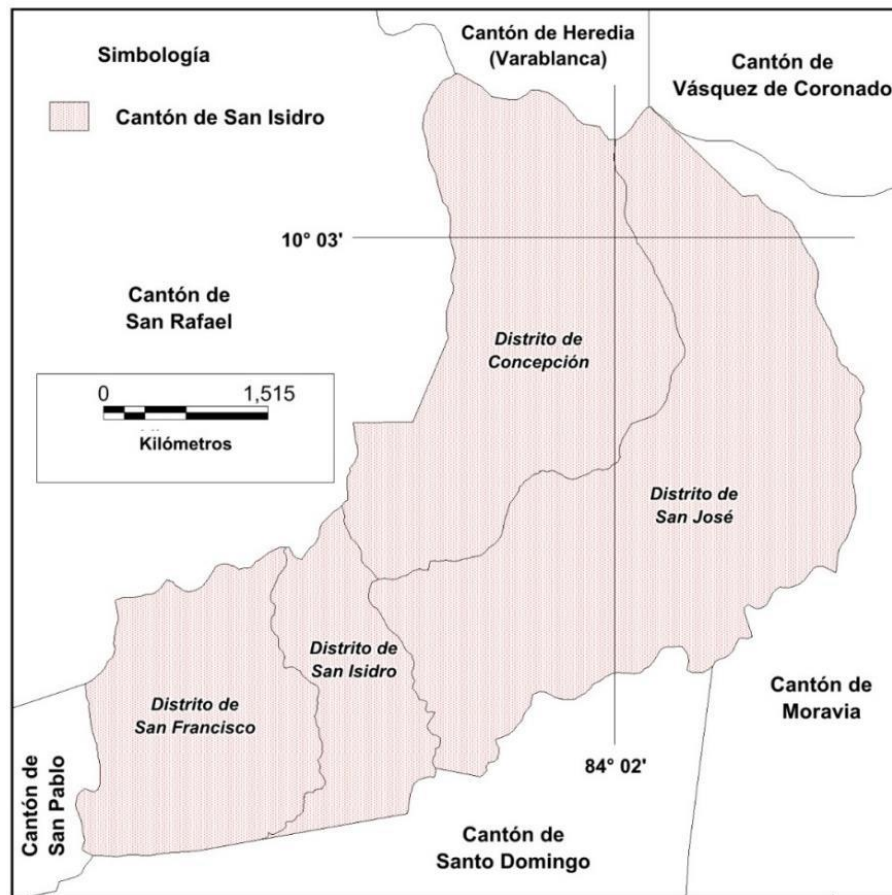 Simbología
Cantón de San Isidro
Cantón de Heredia
(Varablanca)
Cantón de
Vásquez de Coronado
10° 03'
Cantón de
San Rafael
0 1,515
Kilómetros
Distrito de
Concepción
Distrito de
San José
Distrito de
San Isidro
Distrito de
San Francisco
Cantón de
Moravia
84° 02'
Cantón de
San Pablo
Cantón de
Santo Domingo